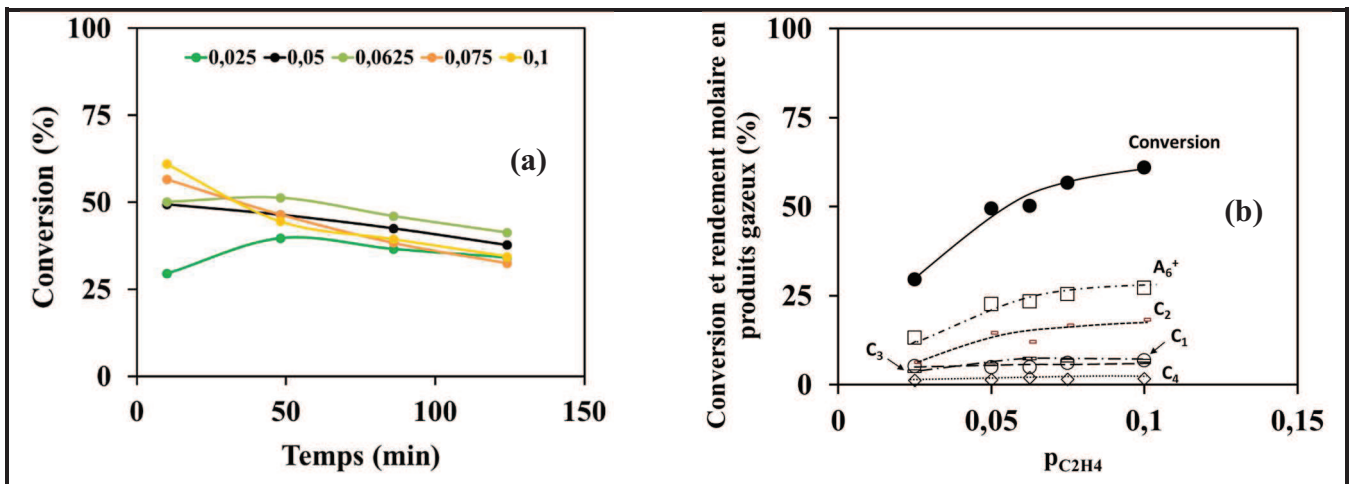 100
75
50
25
0
Conversion (%)
0,025 0,05 0,0625 0,075 0,1
(a)
0 50 100 150
Temps (min)
Conversion et rendement molaire en
produits gazeux (%)
100
75
50
25
0
Conversion
(b)
A6+
C2
C3
C1
C4
0 0,05 0,1 0,15
pC2H4